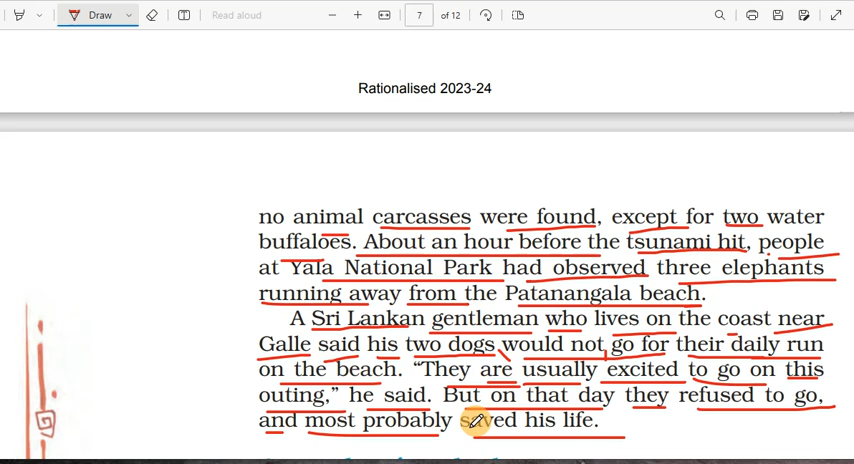 Draw
Read aloud
7 of 12
Rationalised 2023-24
no animal carcasses were found, except for two water
buffaloes. About an hour before the tsunami hit, people
at Yala National Park had observed three elephants
running away from the Patanangala beach.
A Sri Lankan gentleman who lives on the coast near
Galle said his two dogs would not go for their daily run
on the beach. “They are usually excited to go on this
outing,” he said. But on that day they refused to go,
and most probably saved his life.